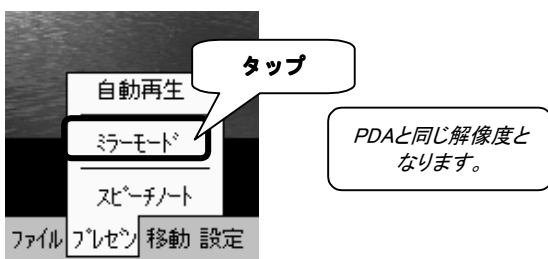 タップ
自動再生
ﾐﾗｰﾓｰﾄﾞ
ｽﾋﾟｰﾁﾉｰﾄ
ﾌｧｲﾙ ﾌﾟﾚｾﾞﾝ 移動 設定
PDAと同じ解像度と
なります。